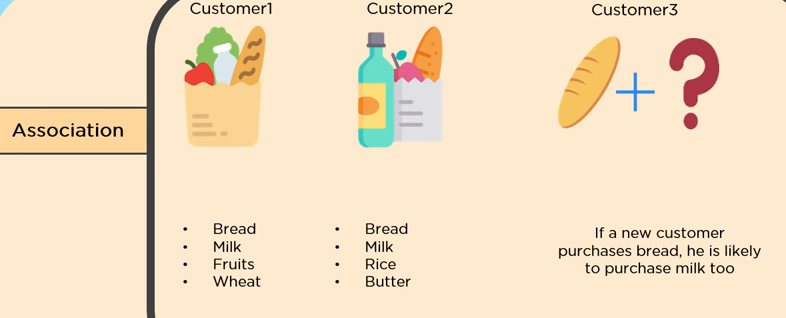 Customer1
Customer2
Customer3
Association
• Bread
• Milk
• Fruits
• Wheat
• Bread
• Milk
• Rice
• Butter
If a new customer
purchases bread, he is likely
to purchase milk too